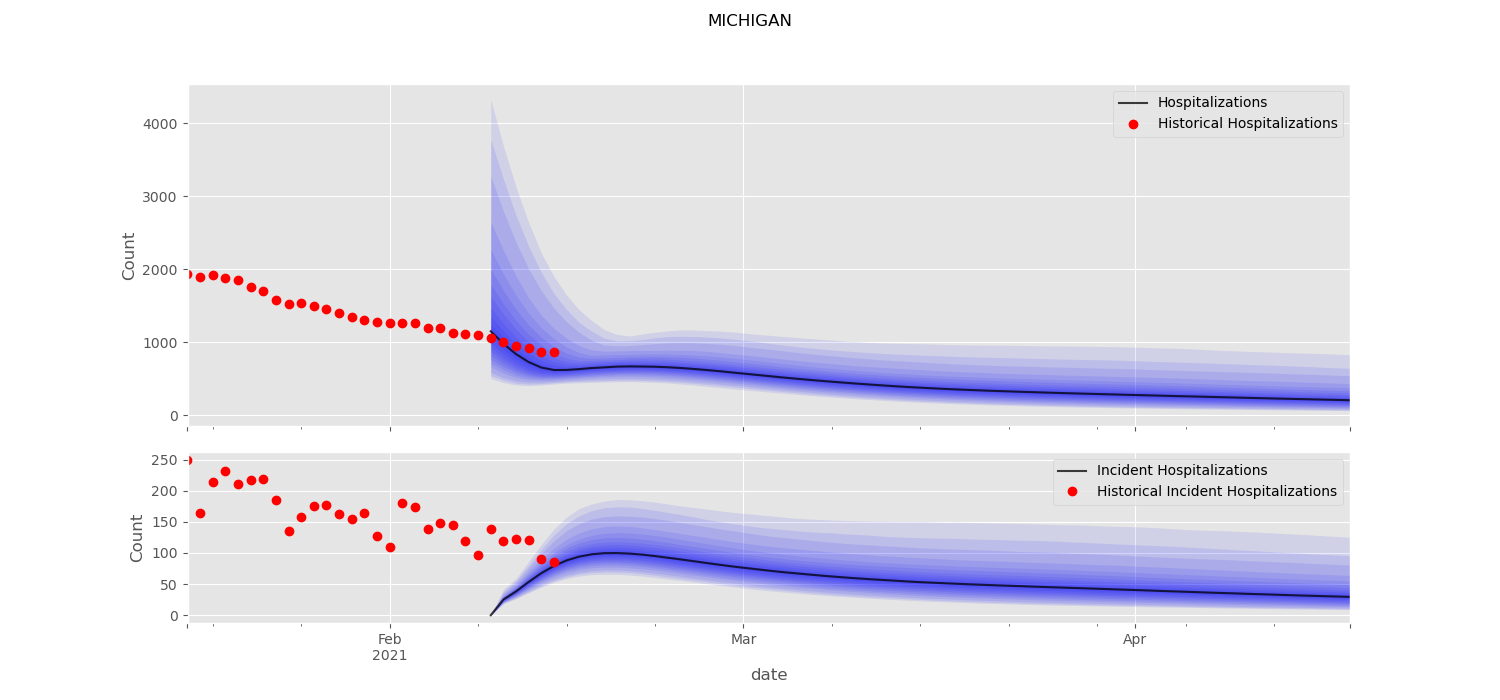 MICHIGAN
Hospitalizations
Historical Hospitalizations
4000
3000
2000
1000
0
Count
Incident Hospitalizations
Historical Incident Hospitalizations
250
200
150
100
50
0
Count
Feb
2021
Mar
Apr
date